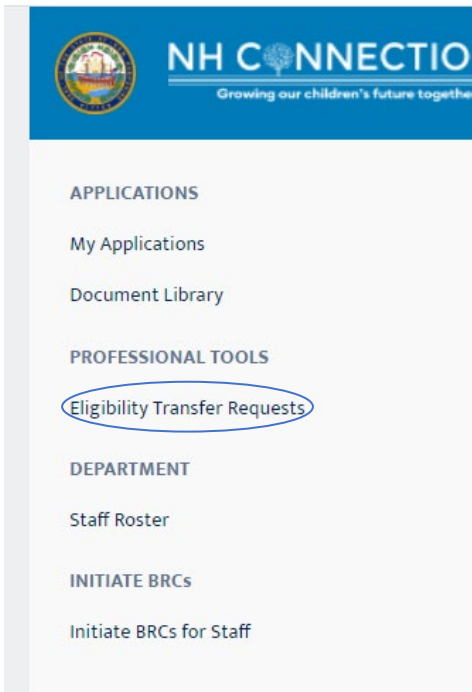 NH CONNECTIO
Growing our children's future togethe
APPLICATIONS
My Applications
Document Library
PROFESSIONAL TOOLS
Eligibility Transfer Requests
DEPARTMENT
Staff Roster
INITIATE BRCs
Initiate BRCs for Staff